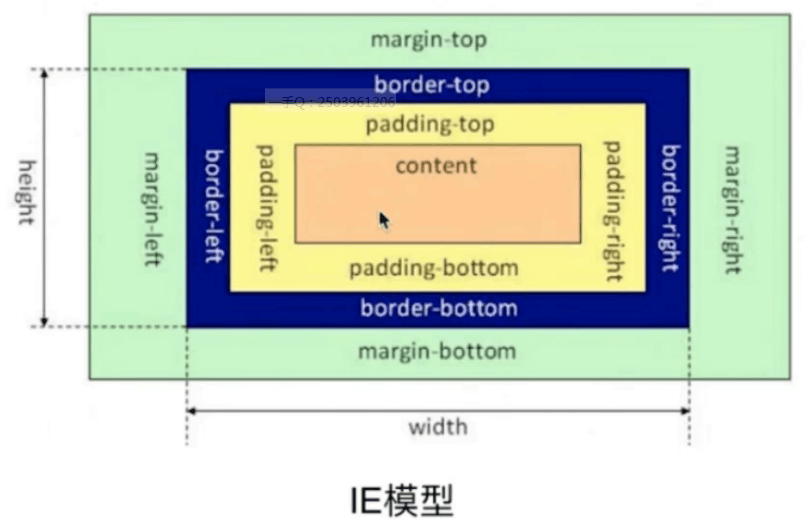 margin-top
border-top
一手Q：2503961206
padding-top
content
height
margin-left
border-left
padding-left
padding-right
border-right
margin-right
padding-bottom
border-bottom
margin-bottom
width
IE模型